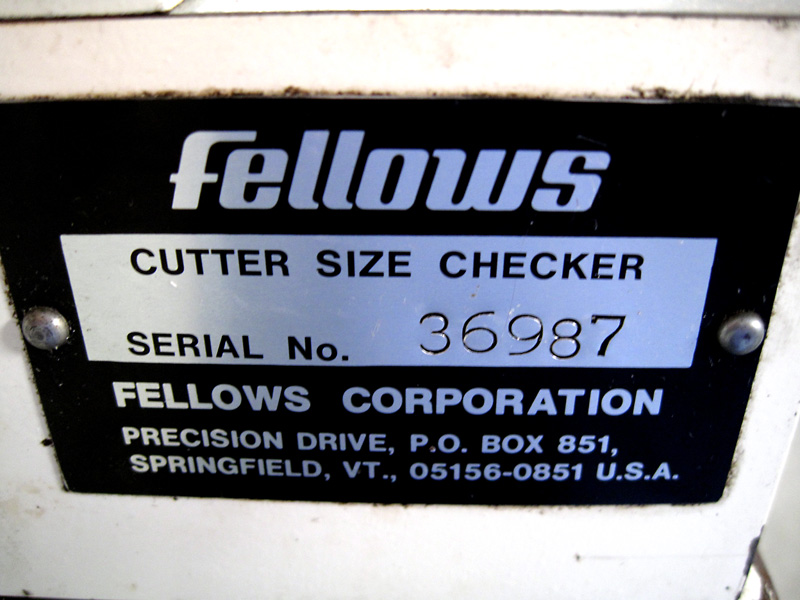 fellows
CUTTER SIZE CHECKER
SERIAL No. 36987
FELLOWS CORPORATION
PRECISION DRIVE, P.O. BOX 851,
SPRINGFIELD, VT., 05156-0851 U.S.A.